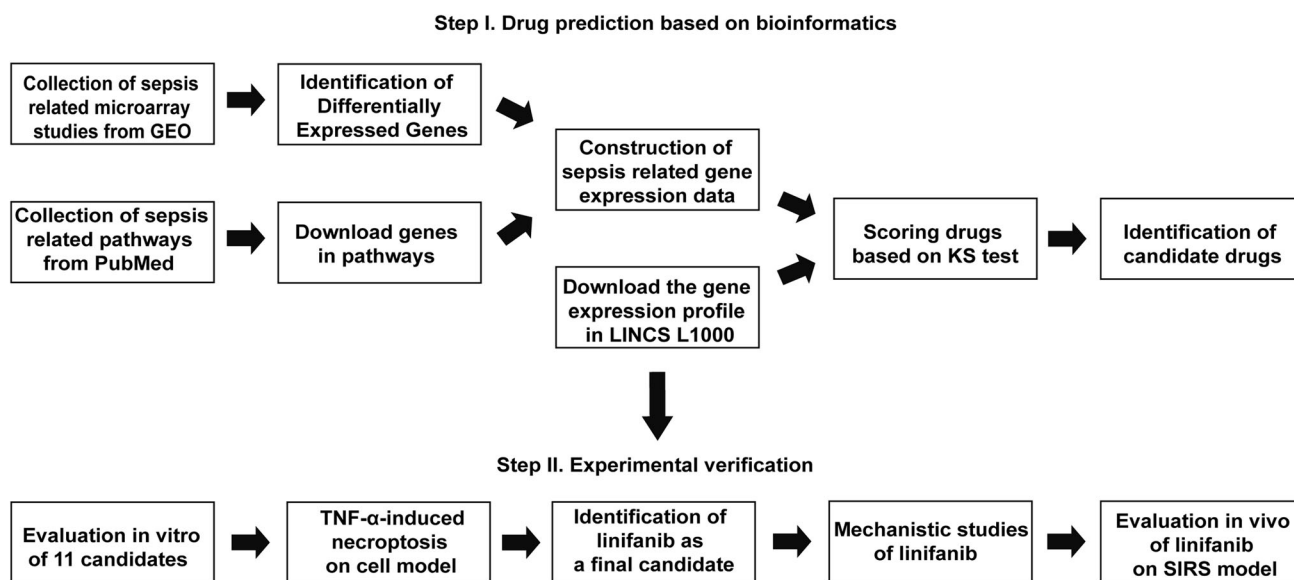 Step I. Drug prediction based on bioinformatics
Collection of sepsis
related microarray
studies from GEO
Identification of
Differentially
Expressed Genes
Collection of sepsis
related pathways
from PubMed
Download genes
in pathways
Construction of
sepsis related gene
expression data
Download the gene
expression profile
in LINCS L1000
Scoring drugs
based on KS test
Identification of
candidate drugs
Step II. Experimental verification
Evaluation in vitro
of 11 candidates
TNF-α-induced
necroptosis
on cell model
Identification of
linifanib as
a final candidate
Mechanistic studies
of linifanib
Evaluation in vivo
of linifanib
on SIRS model